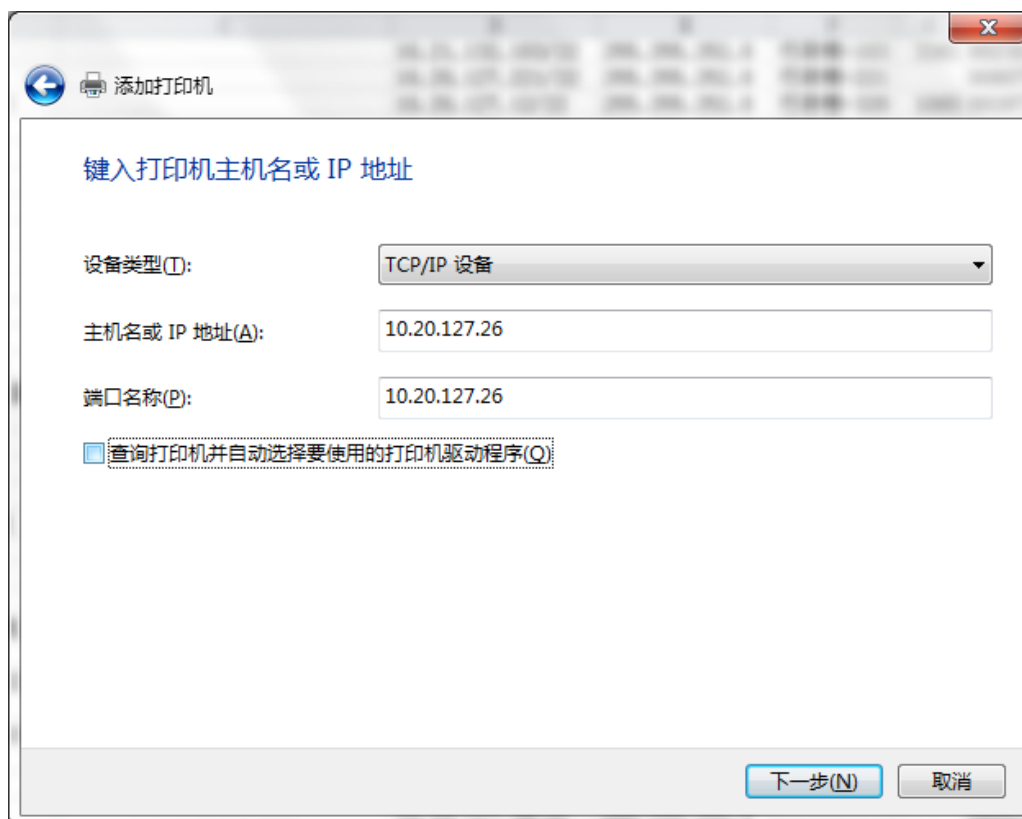 添加打印机
键入打印机主机名或 IP 地址
设备类型(T): TCP/IP 设备
主机名或 IP 地址(A): 10.20.127.26
端口名称(P): 10.20.127.26
查询打印机并自动选择要使用的打印机驱动程序(Q)
下一步(N) 取消